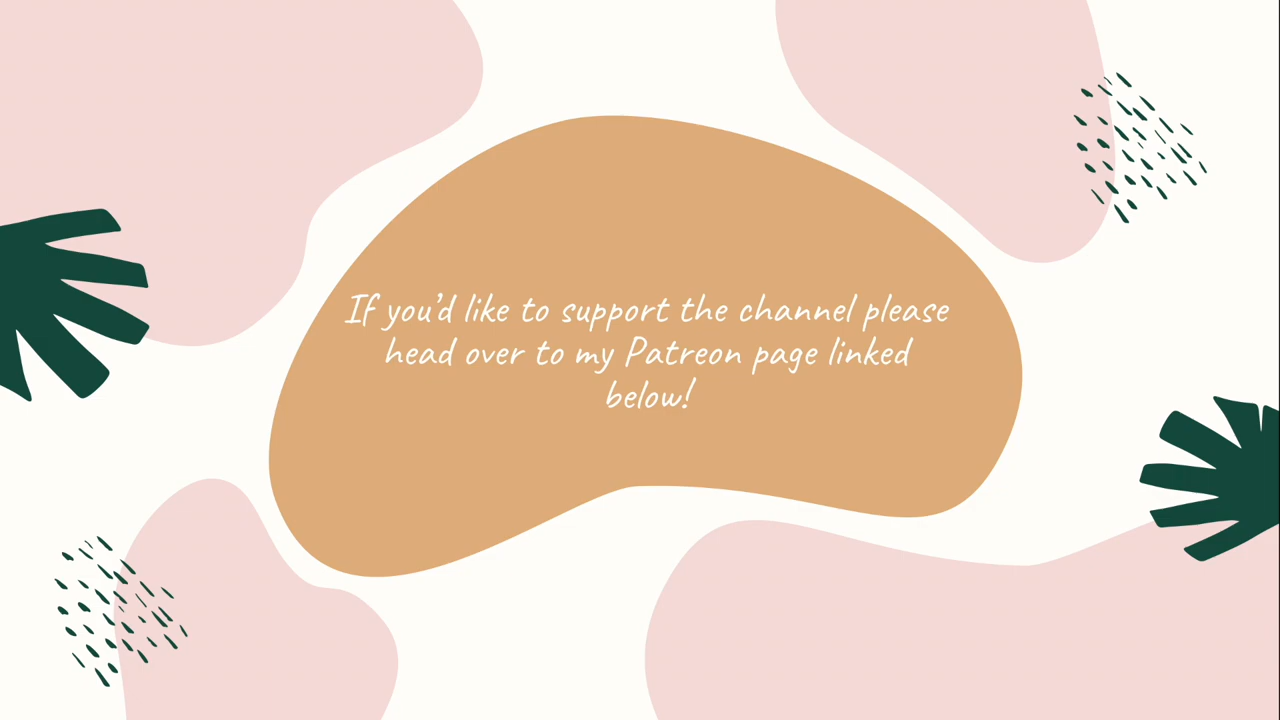 If you'd like to support the channel please
head over to my Patreon page linked
below!